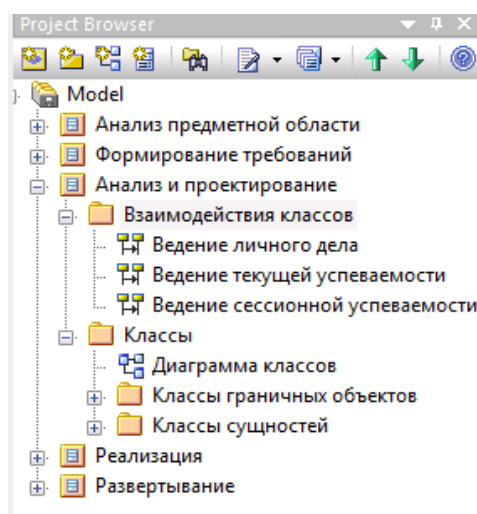 Project Browser
Model
Анализ предметной области
Формирование требований
Анализ и проектирование
Взаимодействия классов
Ведение личного дела
Ведение текущей успеваемости
Ведение сессионной успеваемости
Классы
Диаграмма классов
Классы граничных объектов
Классы сущностей
Реализация
Развертывание